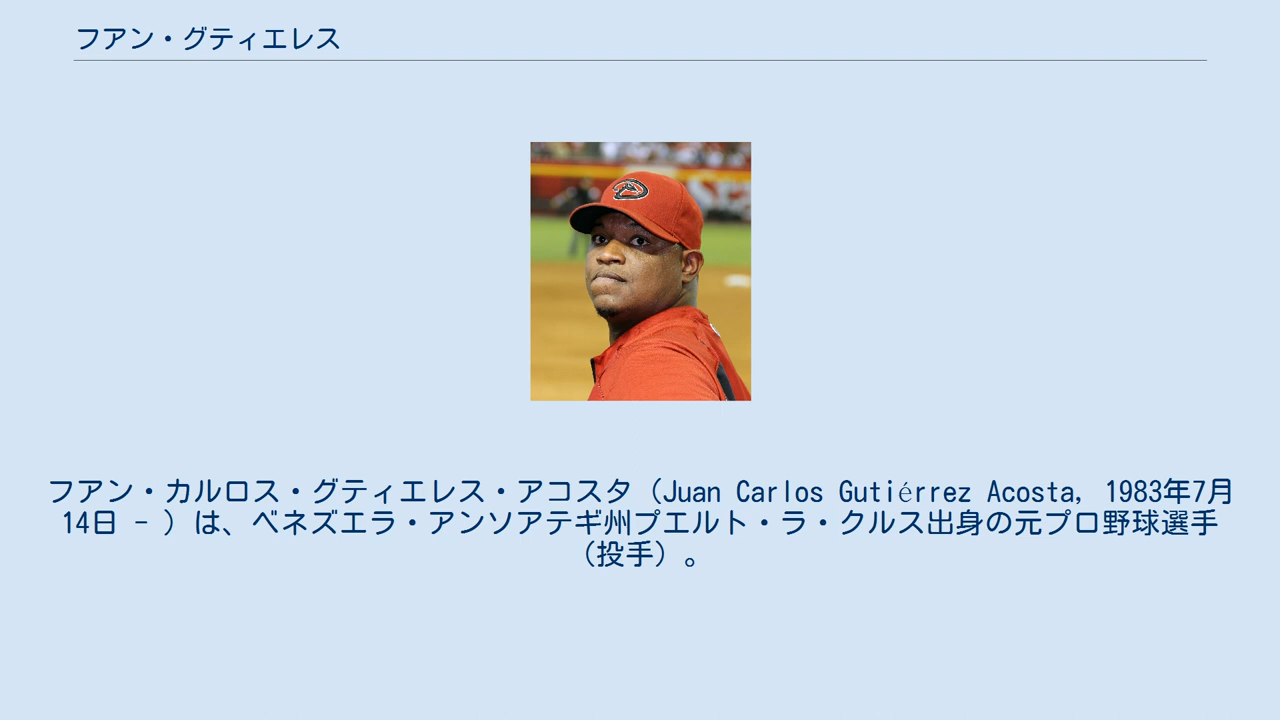 フアン・グティエレス
フアン・カルロス・グティエレス・アコスタ（Juan Carlos Gutiérrez Acosta, 1983年7月
14日 - ）は、ベネズエラ・アンソアテギ州プエルト・ラ・クルス出身の元プロ野球選手
（投手）。